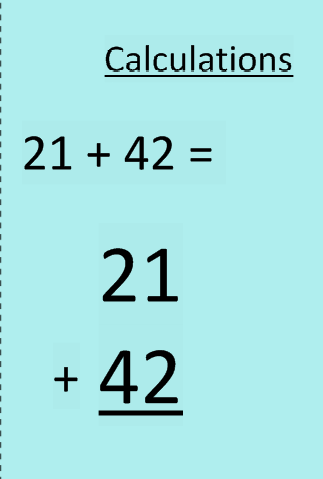 Calculations
21 + 42 =
21
+ 42